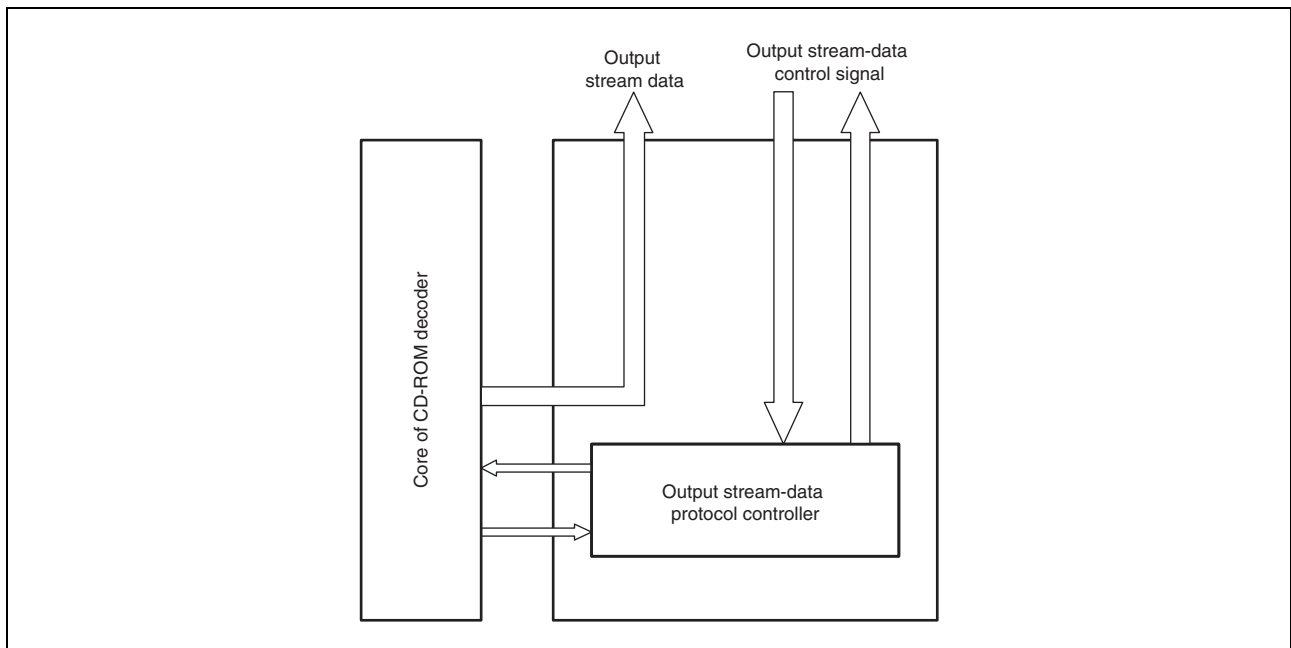 Output
stream data
Output stream-data
control signal
Core of CD-ROM decoder
Output stream-data
protocol controller